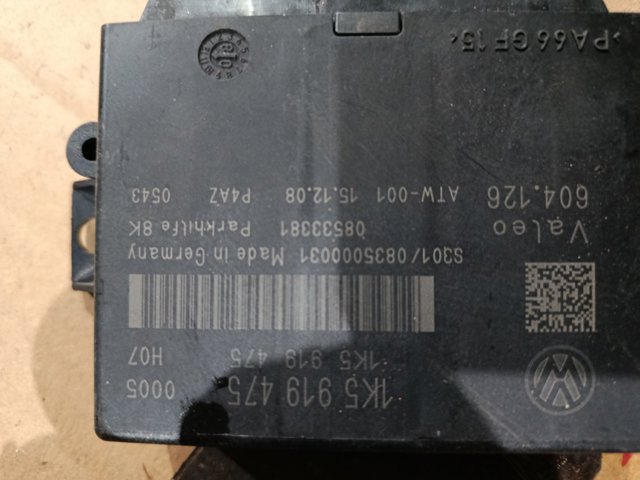 1K5 919 475 0005
1K5 919 475 H07
S301/0835000031 Made in Germany
Valeo 08533381 Parkhilfe 8K
604.126 ATW-001 15.12.08 P4AZ 0543
>PA66GF15<